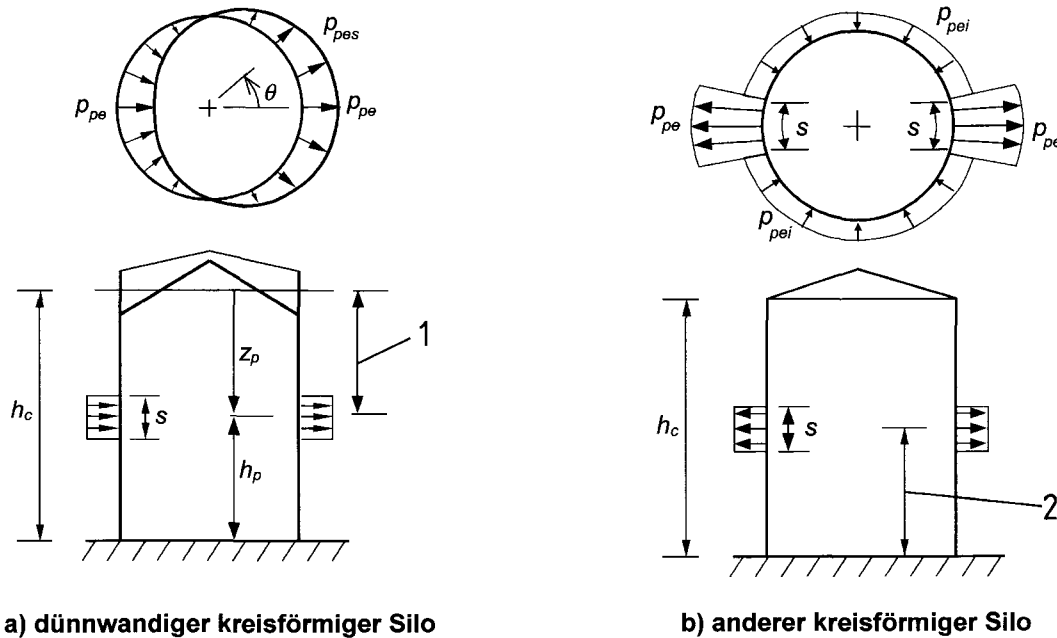 p_pes
θ
p_pe
p_pe
h_c
z_p
s
h_p
1
a) dünnwandiger kreisförmiger Silo
p_pei
p_pe
s
s
p_pe
p_pei
h_c
s
2
b) anderer kreisförmiger Silo